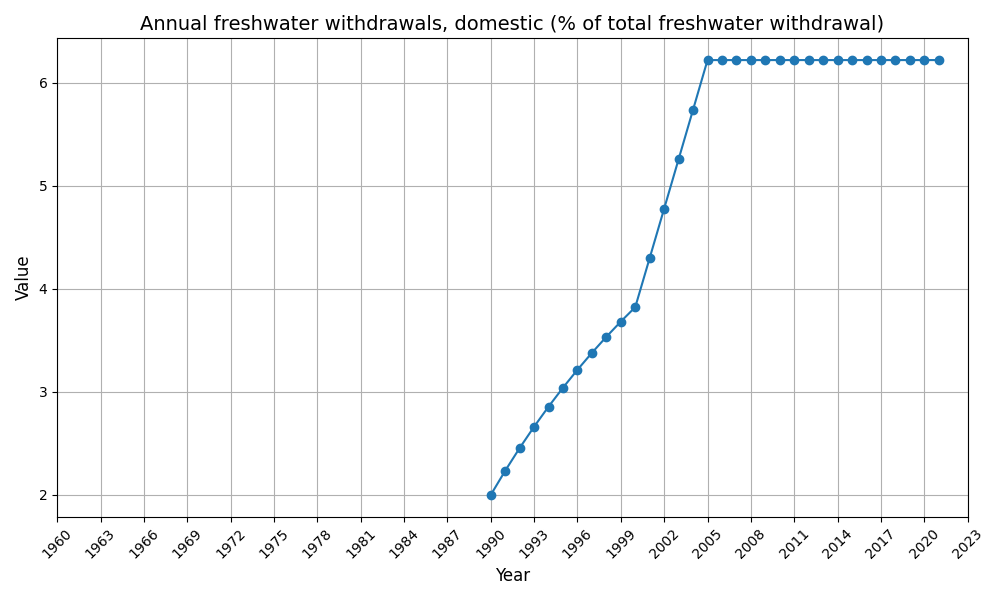 Annual freshwater withdrawals, domestic (% of total freshwater withdrawal)
Value
6
5
4
3
2
1960 1963 1966 1969 1972 1975 1978 1981 1984 1987 1990 1993 1996 1999 2002 2005 2008 2011 2014 2017 2020 2023
Year